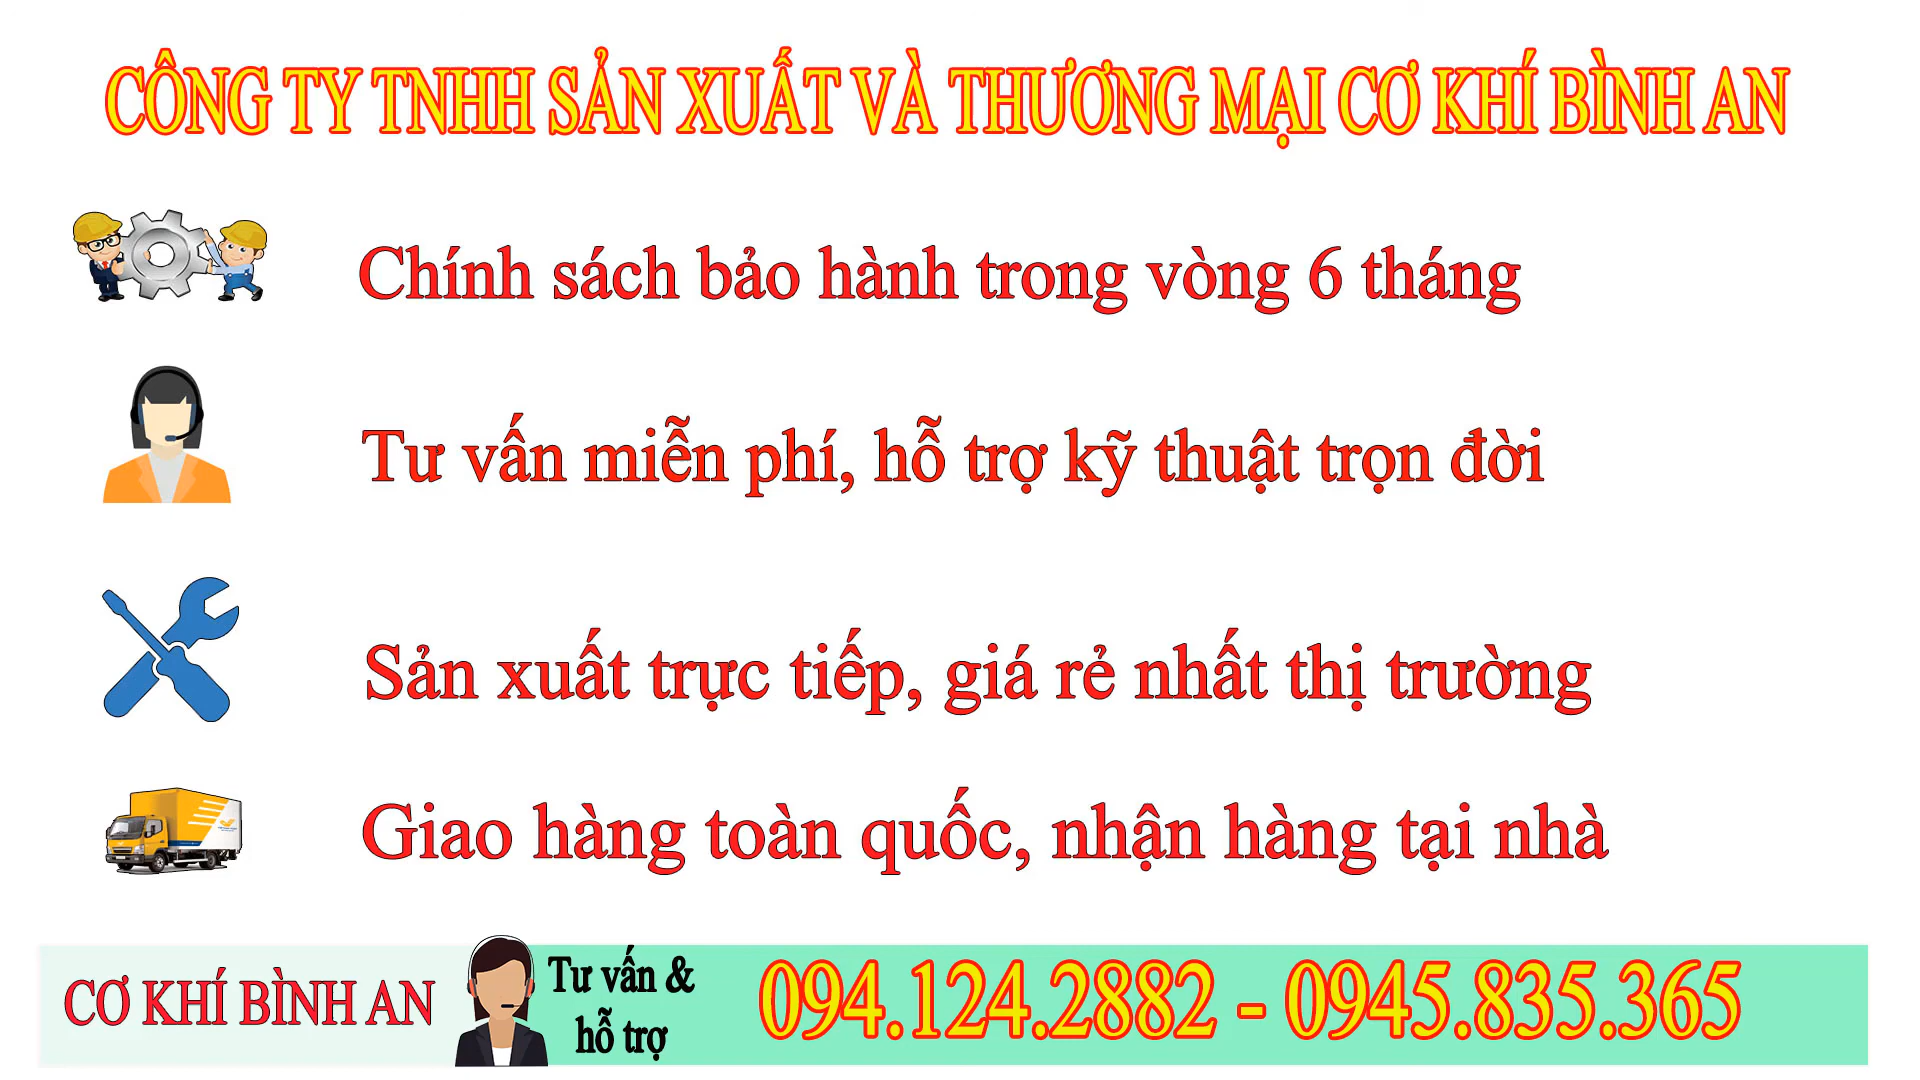 CÔNG TY TNHH SẢN XUẤT VÀ THƯƠNG MẠI CƠ KHÍ BÌNH AN
Chính sách bảo hành trong vòng 6 tháng
Tư vấn miễn phí, hỗ trợ kỹ thuật trọn đời
Sản xuất trực tiếp, giá rẻ nhất thị trường
Giao hàng toàn quốc, nhận hàng tại nhà
CƠ KHÍ BÌNH AN
Tư vấn &
hỗ trợ
094.124.2882 - 0945.835.365